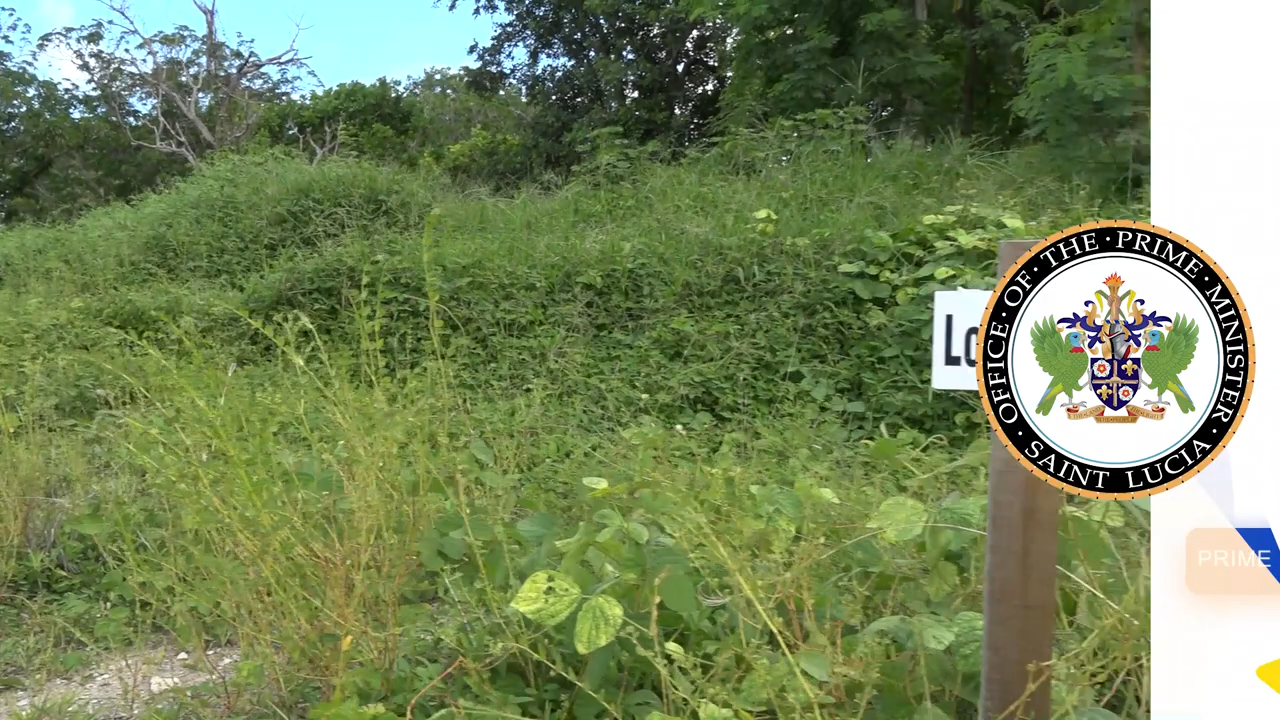 Lo
OFFICE · OF · THE · PRIME · MINISTER
· SAINT LUCIA ·
PRIME